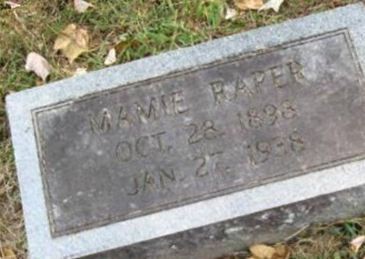 MAMIE RAPER
OCT. 28, 1898
JAN. 27, 1938